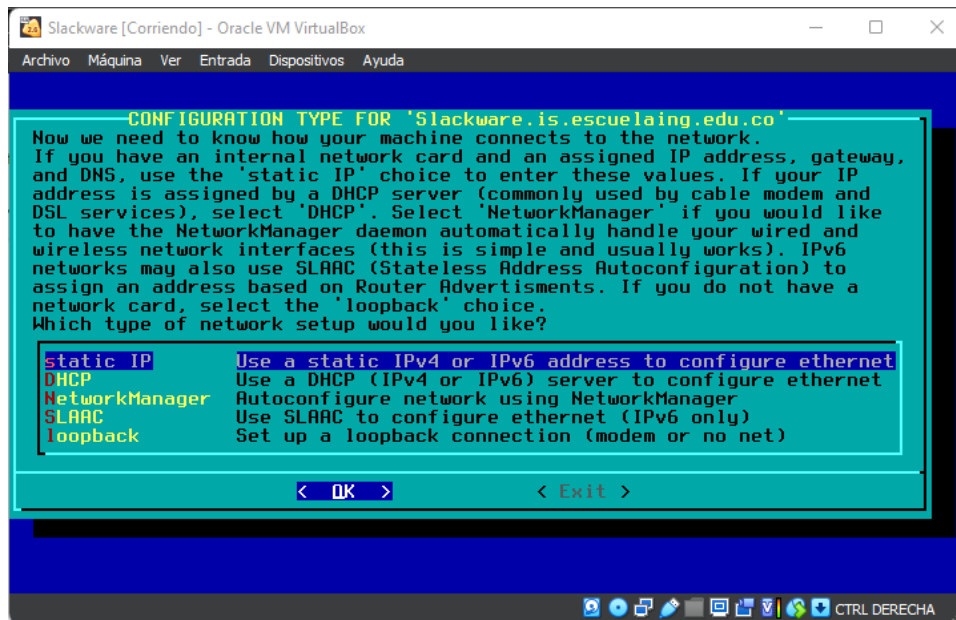 Slackware [Corriendo] - Oracle VM VirtualBox
Archivo Máquina Ver Entrada Dispositivos Ayuda
CONFIGURATION TYPE FOR 'Slackware.is.escuelaing.edu.co'
Now we need to know how your machine connects to the network.
If you have an internal network card and an assigned IP address, gateway,
and DNS, use the 'static IP' choice to enter these values. If your IP
address is assigned by a DHCP server (commonly used by cable modem and
DSL services), select 'DHCP'. Select 'NetworkManager' if you would like
to have the NetworkManager daemon automatically handle your wired and
wireless network interfaces (this is simple and usually works). IPv6
networks may also use SLAAC (Stateless Address Autoconfiguration) to
assign an address based on Router Advertisments. If you do not have a
network card, select the 'loopback' choice.
Which type of network setup would you like?
static IP Use a static IPv4 or IPv6 address to configure ethernet
DHCP Use a DHCP (IPv4 or IPv6) server to configure ethernet
NetworkManager Autoconfigure network using NetworkManager
SLAAC Use SLAAC to configure ethernet (IPv6 only)
loopback Set up a loopback connection (modem or no net)
< OK > < Exit >
CTRL DERECHA